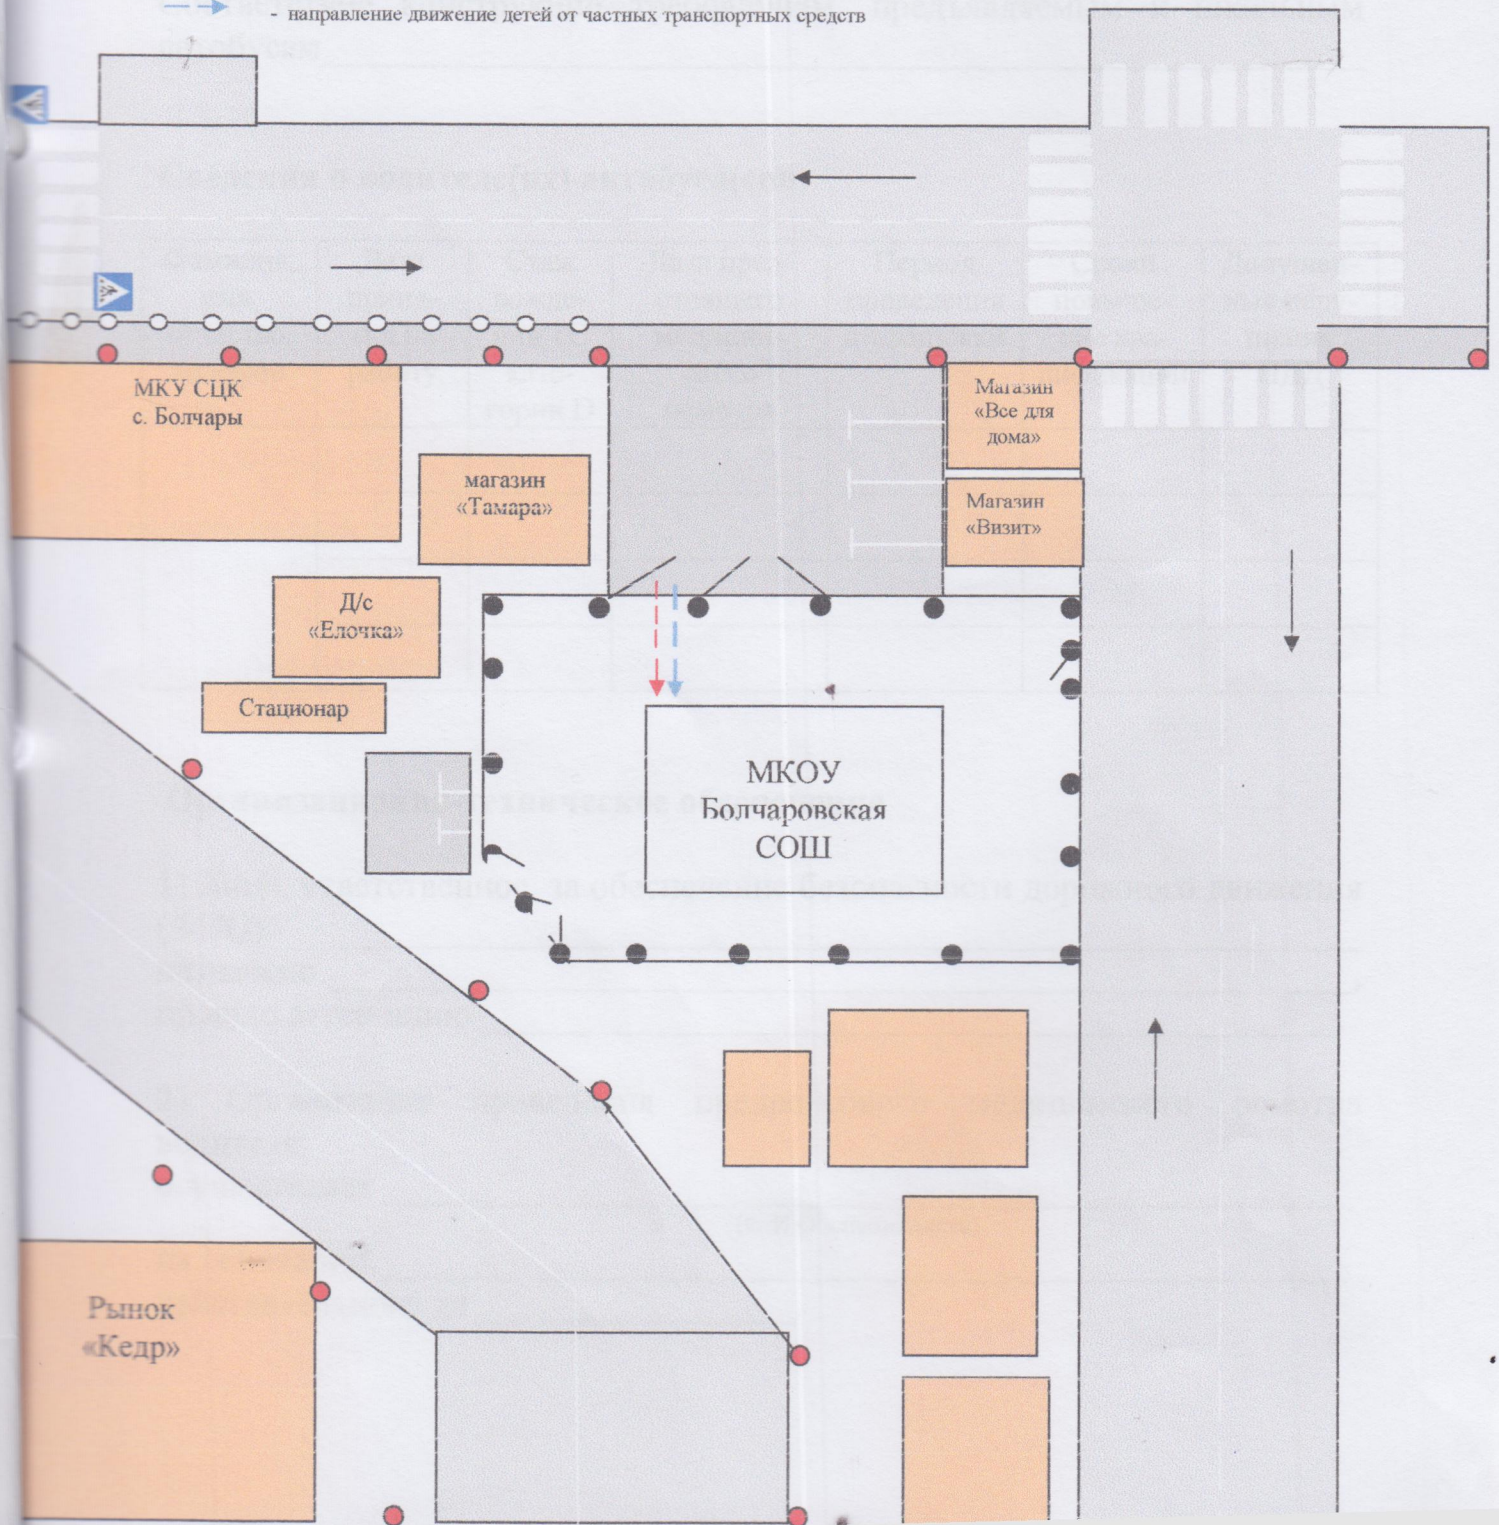 - направление движение детей от частных транспортных средств
МКУ СЦК
с. Болчары
магазин
«Тамара»
Магазин
«Все для
дома»
Магазин
«Визит»
Д/с
«Елочка»
Стационар
МКОУ
Болчаровская
СОШ
Рынок
«Кедр»